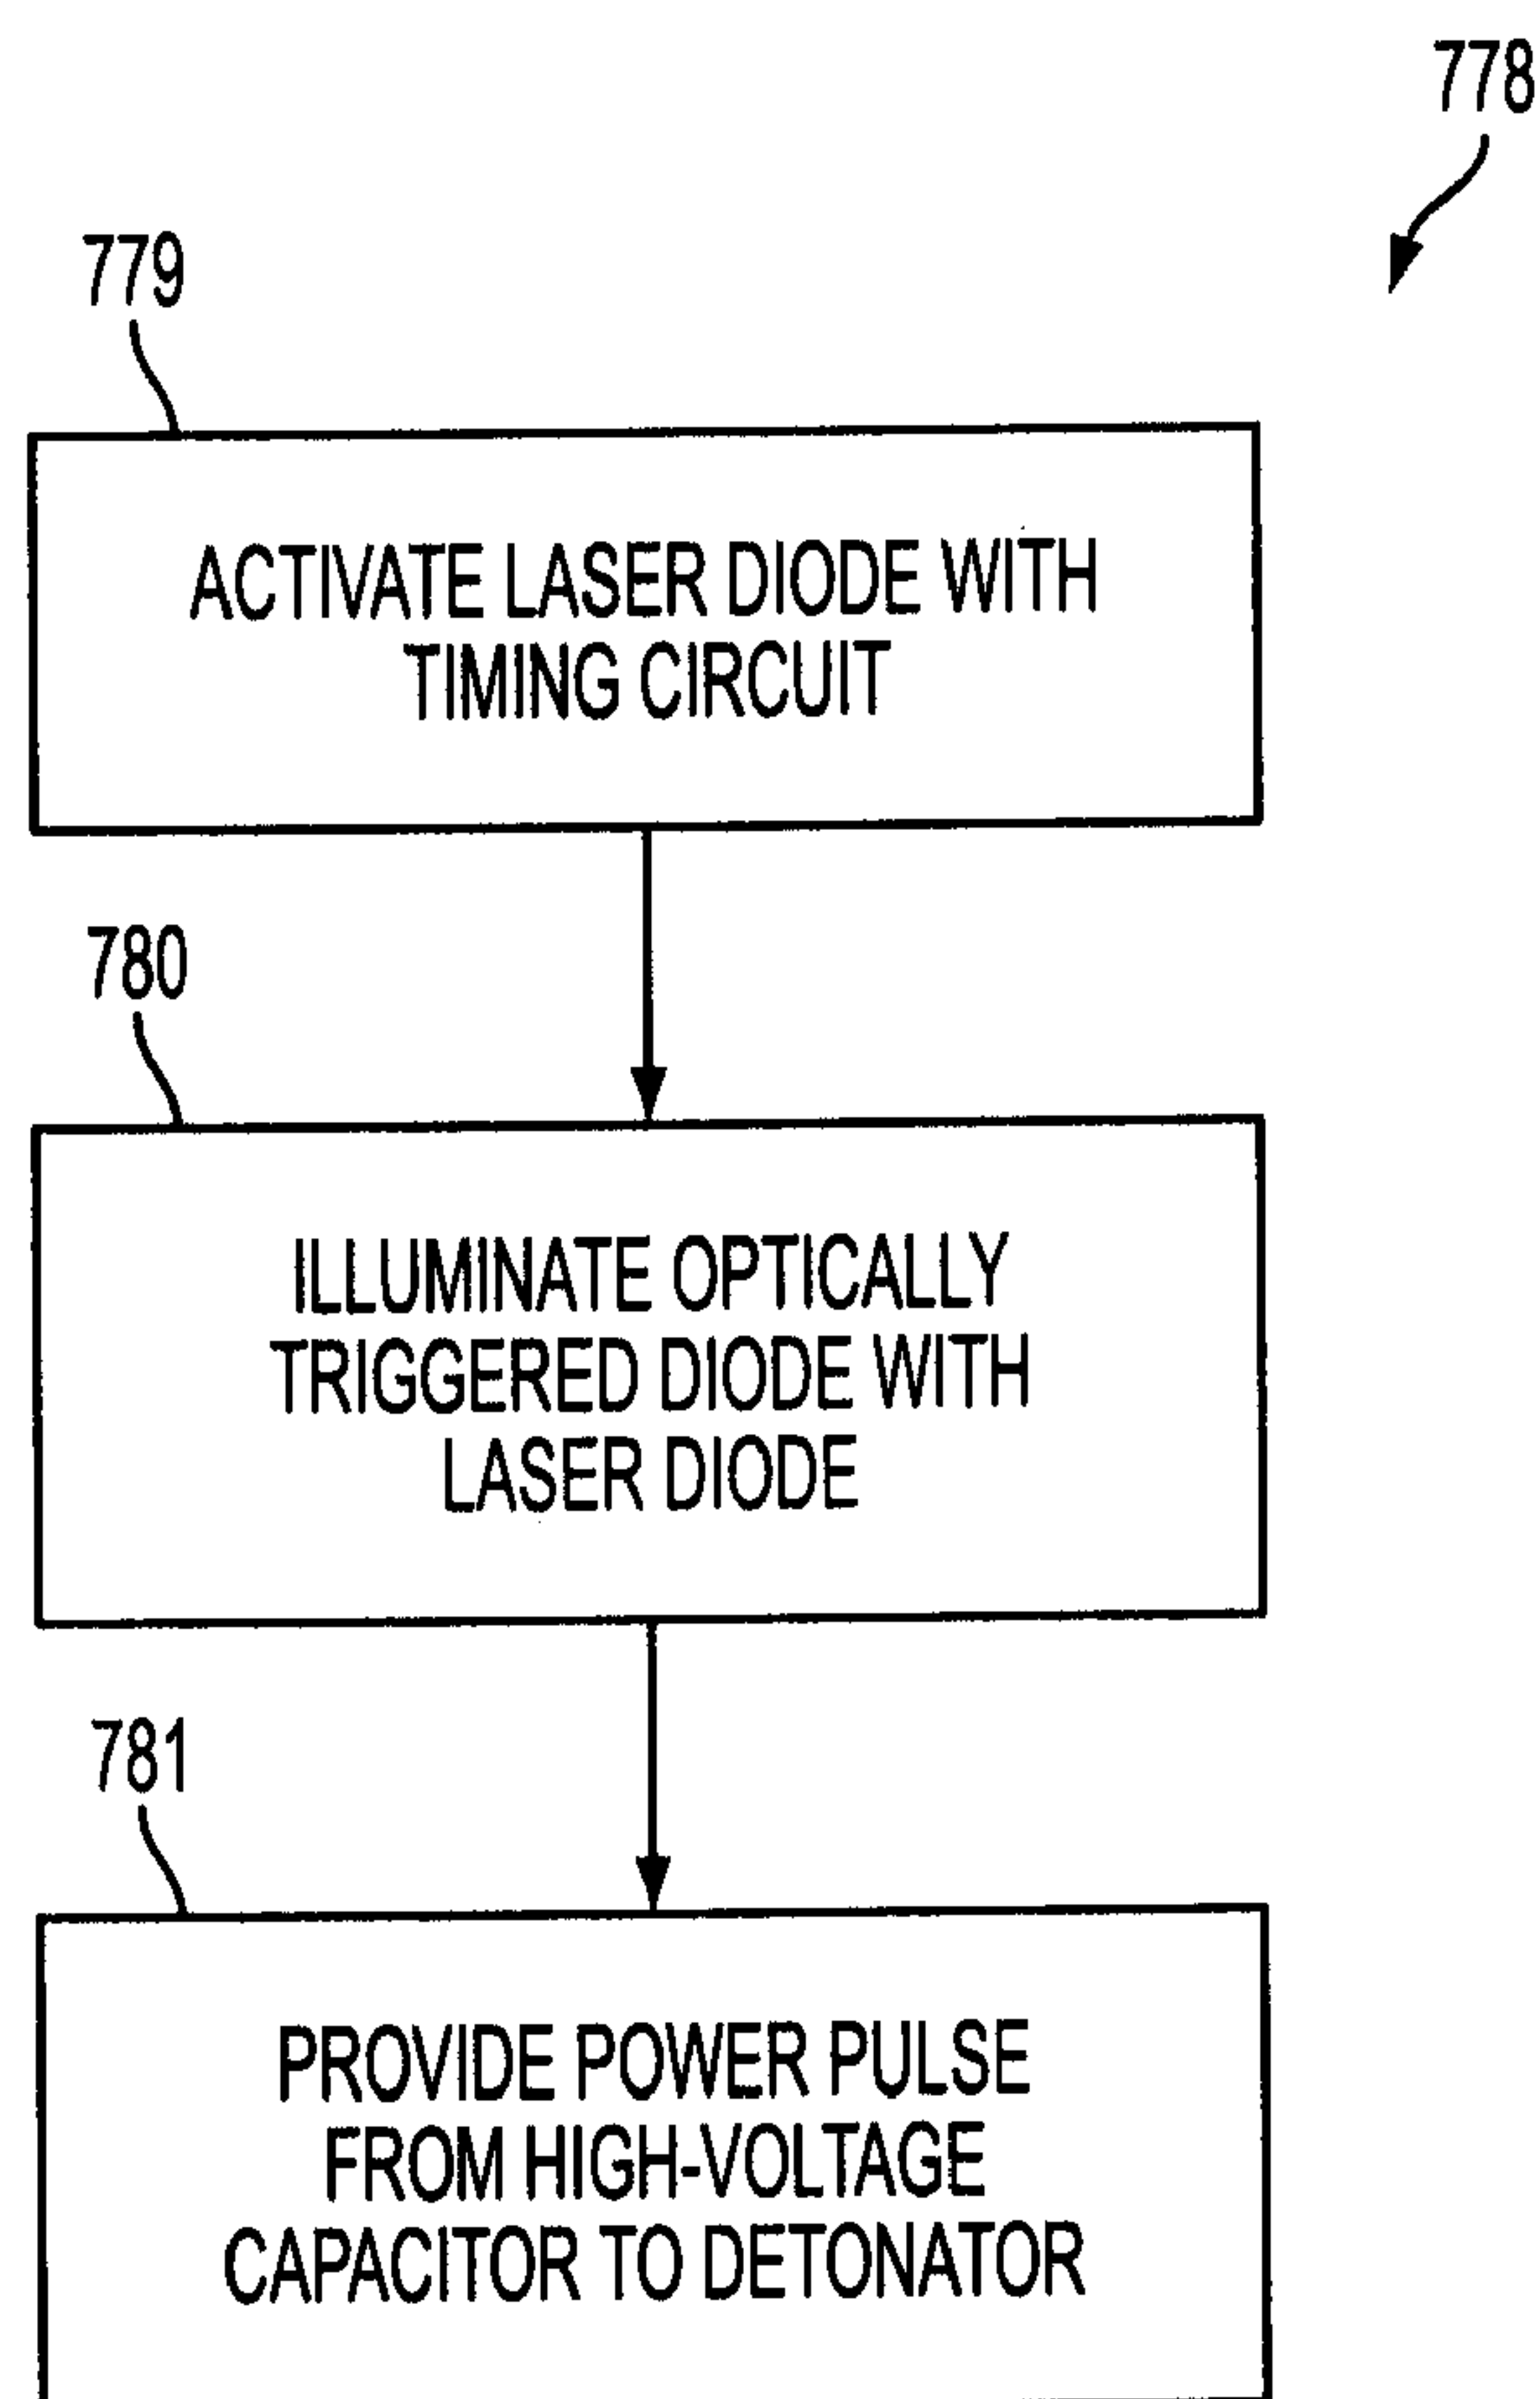 778
779
ACTIVATE LASER DIODE WITH
TIMING CIRCUIT
780
ILLUMINATE OPTICALLY
TRIGGERED DIODE WITH
LASER DIODE
781
PROVIDE POWER PULSE
FROM HIGH-VOLTAGE
CAPACITOR TO DETONATOR